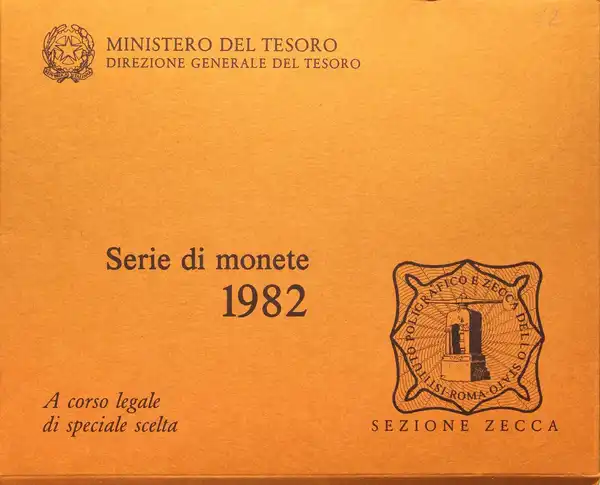 MINISTERO DEL TESORO
DIREZIONE GENERALE DEL TESORO
Serie di monete
1982
A corso legale
di speciale scelta
ISTITUTO POLIGRAFICO E ZECCA DELLO STATO · ROMA ·
SEZIONE ZECCA